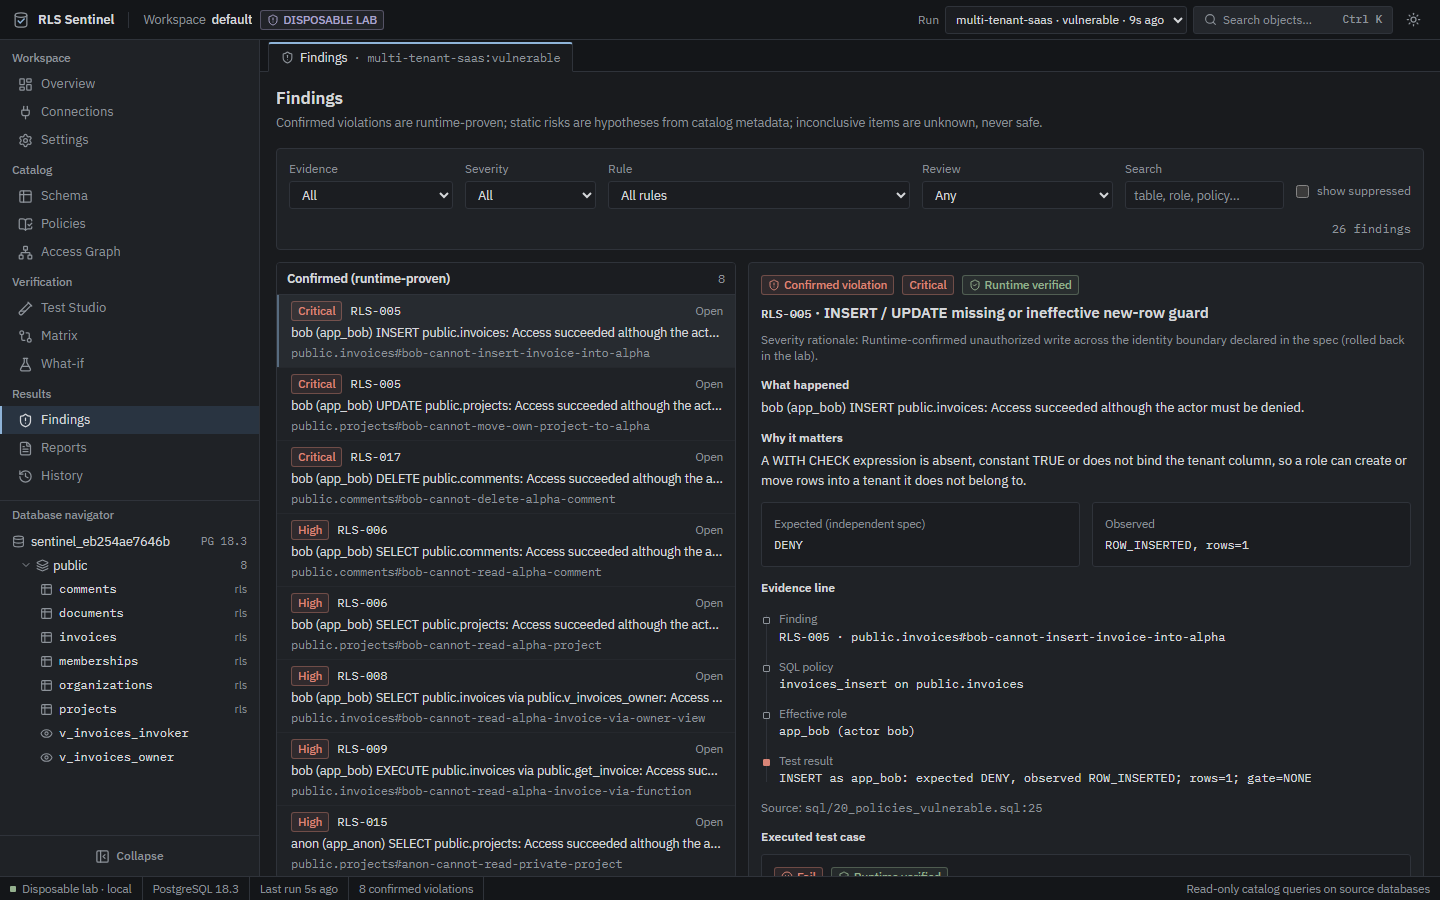 RLS Sentinel
Workspace default
DISPOSABLE LAB
Run
multi-tenant-saas · vulnerable · 9s ago
Search objects...
Ctrl K
Workspace
Overview
Connections
Settings
Catalog
Schema
Policies
Access Graph
Verification
Test Studio
Matrix
What-if
Results
Findings
Reports
History
Database navigator
sentinel_eb254ae7646b PG 18.3
public 8
comments rls
documents rls
invoices rls
memberships rls
organizations rls
projects rls
v_invoices_invoker
v_invoices_owner
Collapse
Findings · multi-tenant-saas:vulnerable
Findings
Confirmed violations are runtime-proven; static risks are hypotheses from catalog metadata; inconclusive items are unknown, never safe.
Evidence
All
Severity
All
Rule
All rules
Review
Any
Search
table, role, policy...
show suppressed
26 findings
Confirmed (runtime-proven) 8
Critical RLS-005 Open
bob (app_bob) INSERT public.invoices: Access succeeded although the act...
public.invoices#bob-cannot-insert-invoice-into-alpha
Critical RLS-005 Open
bob (app_bob) UPDATE public.projects: Access succeeded although the act...
public.projects#bob-cannot-move-own-project-to-alpha
Critical RLS-017 Open
bob (app_bob) DELETE public.comments: Access succeeded although the a...
public.comments#bob-cannot-delete-alpha-comment
High RLS-006 Open
bob (app_bob) SELECT public.comments: Access succeeded although the a...
public.comments#bob-cannot-read-alpha-comment
High RLS-006 Open
bob (app_bob) SELECT public.projects: Access succeeded although the act...
public.projects#bob-cannot-read-alpha-project
High RLS-008 Open
bob (app_bob) SELECT public.invoices via public.v_invoices_owner: Access ...
public.invoices#bob-cannot-read-alpha-invoice-via-owner-view
High RLS-009 Open
bob (app_bob) EXECUTE public.invoices via public.get_invoice: Access suc...
public.invoices#bob-cannot-read-alpha-invoice-via-function
High RLS-015 Open
anon (app_anon) SELECT public.projects: Access succeeded although the a...
public.projects#anon-cannot-read-private-project
Confirmed violation Critical Runtime verified
RLS-005 · INSERT / UPDATE missing or ineffective new-row guard
Severity rationale: Runtime-confirmed unauthorized write across the identity boundary declared in the spec (rolled back
in the lab).
What happened
bob (app_bob) INSERT public.invoices: Access succeeded although the actor must be denied.
Why it matters
A WITH CHECK expression is absent, constant TRUE or does not bind the tenant column, so a role can create or
move rows into a tenant it does not belong to.
Expected (independent spec)
DENY
Observed
ROW_INSERTED, rows=1
Evidence line
Finding
RLS-005 · public.invoices#bob-cannot-insert-invoice-into-alpha
SQL policy
invoices_insert on public.invoices
Effective role
app_bob (actor bob)
Test result
INSERT as app_bob: expected DENY, observed ROW_INSERTED; rows=1; gate=NONE
Source: sql/20_policies_vulnerable.sql:25
Executed test case
Fail Runtime verified
Disposable lab · local
PostgreSQL 18.3
Last run 5s ago
8 confirmed violations
Read-only catalog queries on source databases